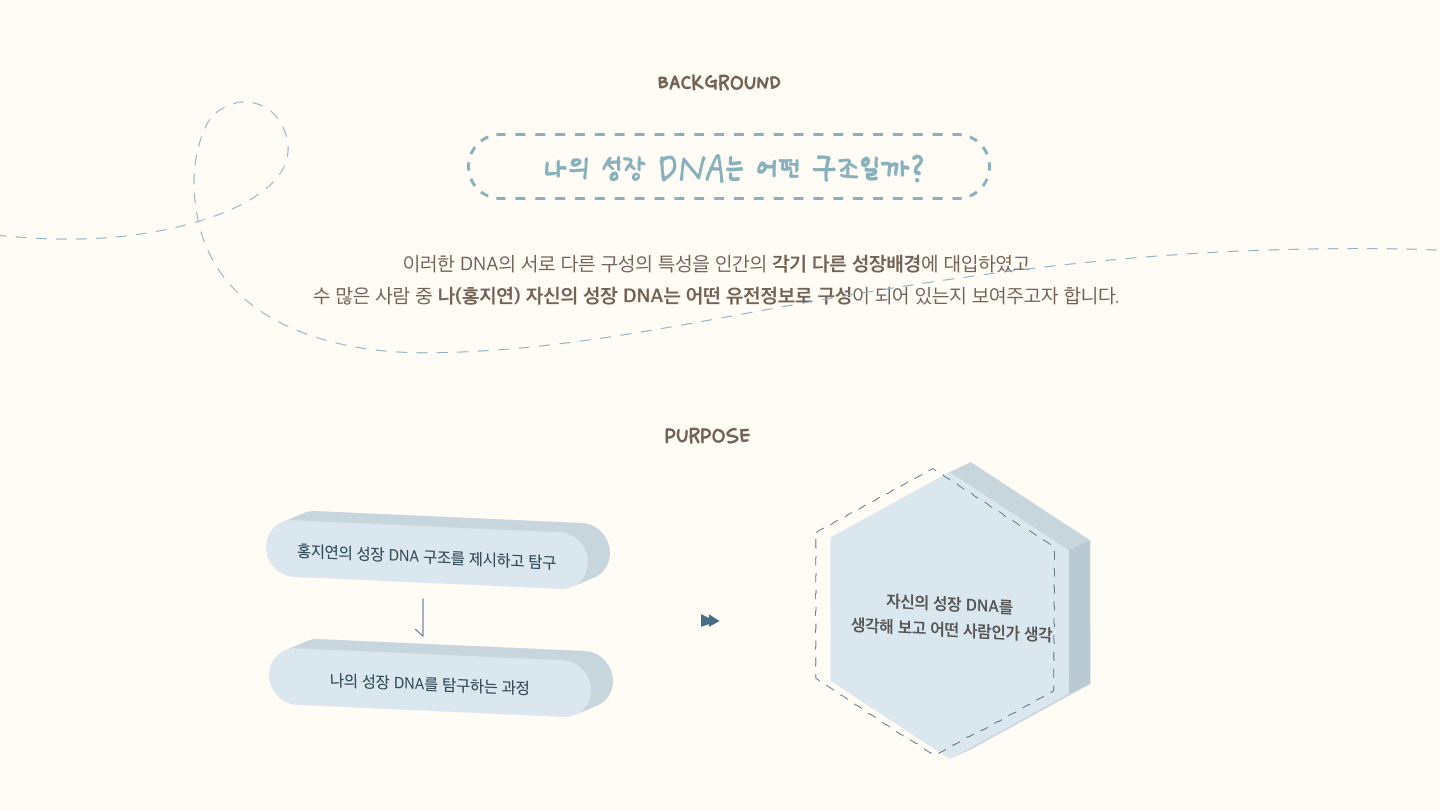 BACKGROUND
나의 성장 DNA는 어떤 구조일까?
이러한 DNA의 서로 다른 구성의 특성을 인간의 각기 다른 성장배경에 대입하였고
수 많은 사람 중 나(홍지연) 자신의 성장 DNA는 어떤 유전정보로 구성이 되어 있는지 보여주고자 합니다.
PURPOSE
홍지연의 성장 DNA 구조를 제시하고 탐구
나의 성장 DNA를 탐구하는 과정
자신의 성장 DNA를
생각해 보고 어떤 사람인가 생각